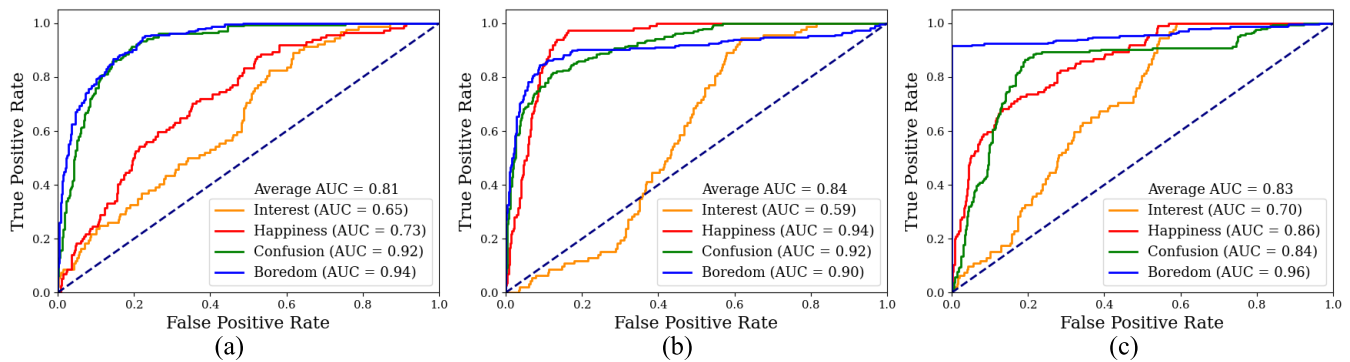 1.0
0.8
0.6
0.4
0.2
0.0
True Positive Rate
Average AUC = 0.81
Interest (AUC = 0.65)
Happiness (AUC = 0.73)
Confusion (AUC = 0.92)
Boredom (AUC = 0.94)
0.0 0.2 0.4 0.6 0.8 1.0
False Positive Rate
(a)
1.0
0.8
0.6
0.4
0.2
0.0
True Positive Rate
Average AUC = 0.84
Interest (AUC = 0.59)
Happiness (AUC = 0.94)
Confusion (AUC = 0.92)
Boredom (AUC = 0.90)
0.0 0.2 0.4 0.6 0.8 1.0
False Positive Rate
(b)
1.0
0.8
0.6
0.4
0.2
0.0
True Positive Rate
Average AUC = 0.83
Interest (AUC = 0.70)
Happiness (AUC = 0.86)
Confusion (AUC = 0.84)
Boredom (AUC = 0.96)
0.0 0.2 0.4 0.6 0.8 1.0
False Positive Rate
(c)